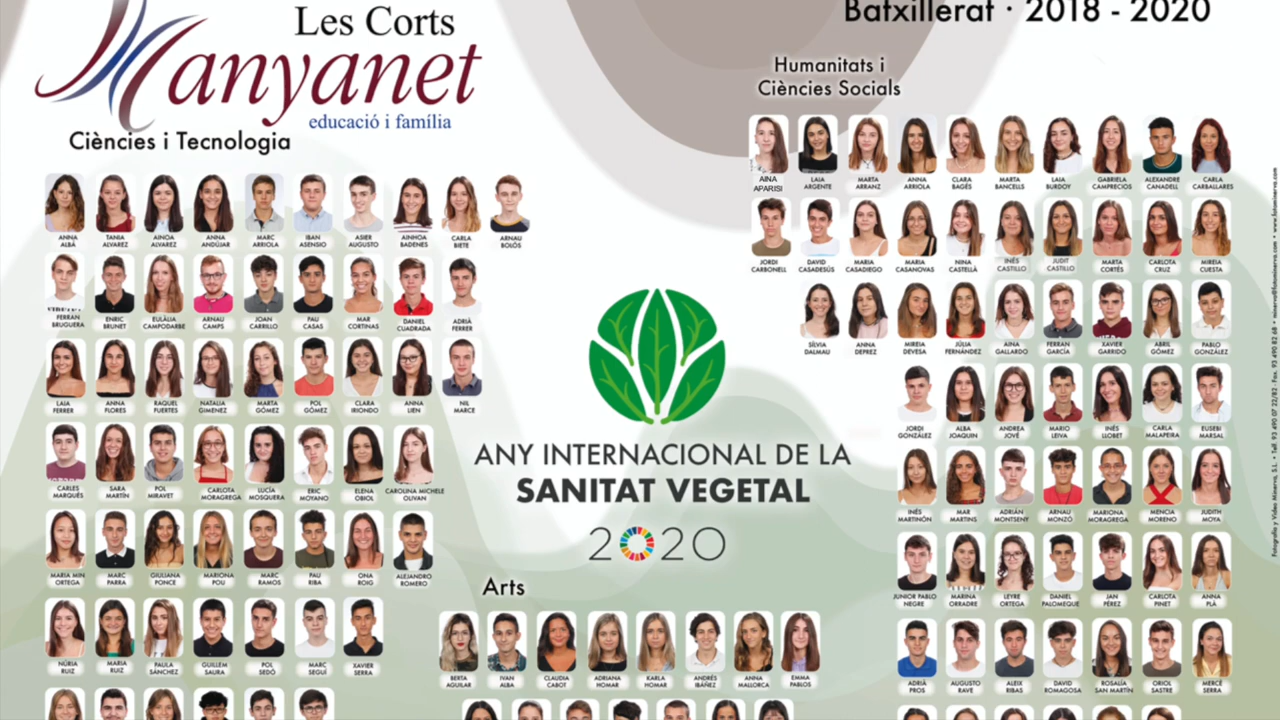 Les Corts
Manyanet
educació i família
Batxillerat · 2018 - 2020
Ciències i Tecnologia
ANNA ALBÀ
TANIA ALVAREZ
AINOA ALVAREZ
ANNA ANDÚJAR
MARC ARRIOLA
IBAN ASENSIO
ASIER AUGUSTO
AINHOA BADENES
CARLA BIETE
ARNAU BOLÓS
FERRAN BRUGUERA
ENRIC BRUNET
EULÀLIA CAMPODARBE
ARNAU CAMPS
JOAN CARRILLO
PAU CASAS
MAR CORTINAS
DANIEL CUADRADA
ADRIÀ FERRER
LAIA FERRER
ANNA FLORES
RAQUEL FUERTES
NATALIA GIMENEZ
MARTA GÓMEZ
POL GÓMEZ
CLARA IRIONDO
ANNA LIEN
NIL MARCE
CARLES MARQUÉS
SARA MARTÍN
POL MIRAVET
CARLOTA MORAGREGA
LUCÍA MOSQUERA
ERIC MOYANO
ELENA OBIOL
CAROLINA MICHELE OLIVAN
MARIA MIN ORTEGA
MARC PARRA
GIULIANA PONCE
MARIONA POU
MARC RAMOS
PAU RIBA
ONA ROIG
ALEJANDRO ROMERO
NÚRIA RUIZ
MARIA RUIZ
PAULA SÁNCHEZ
GUILLEM SAURA
POL SEDÓ
MARC SEGUÍ
XAVIER SERRA
Humanitats i
Ciències Socials
AINA APARISI
LAIA ARGENTE
MARTA ARRANZ
ANNA ARRIOLA
CLARA BAGÉS
MARTA BANCELLS
LAIA BURDOY
GABRIELA CAMPRECIOS
ALEXANDRE CANADELL
CARLA CARBALLARES
JORDI CARBONELL
DAVID CASADESÚS
MARIA CASADIEGO
MARIA CASANOVAS
NINA CASTELLÀ
INÉS CASTILLO
JUDIT CASTILLO
MARTA CORTÉS
CARLOTA CRUZ
MIREIA CUESTA
SÍLVIA DALMAU
ANNA DEPREZ
MIREIA DEVESA
JÚLIA FERNÁNDEZ
AINA GALLARDO
FERRAN GARCÍA
XAVIER GARRIDO
ABRIL GÓMEZ
PABLO GONZÁLEZ
JORDI GONZÁLEZ
ALBA JOAQUIN
ANDREA JOVÉ
MARIO LEIVA
INÉS LLOBET
CARLA MALAPEIRA
EUSEBI MARSAL
INÉS MARTINÓN
MAR MARTINS
ADRIÁN MONTSENY
ARNAU MONZÓ
MARIONA MORAGREGA
MENCIA MORENO
JUDITH MOYA
JUNIOR PABLO NEGRE
MARINA ORRADRE
LEYRE ORTEGA
DANIEL PALOMEQUE
JAN PÉREZ
CARLOTA PINET
ANNA PLÀ
ADRIÀ PROS
AUGUSTO RAVE
ALEIX RIBAS
DAVID ROMAGOSA
ROSALÍA SAN MARTÍN
ORIOL SASTRE
MERCÈ SERRA
ANY INTERNACIONAL DE LA
SANITAT VEGETAL
2020
Arts
BERTA AGUILAR
IVAN ALBA
CLAUDIA CABOT
ADRIANA HOMAR
KARLA HOMAR
ANDRÉS IBÁÑEZ
ANNA MALLORCA
EMMA PABLOS